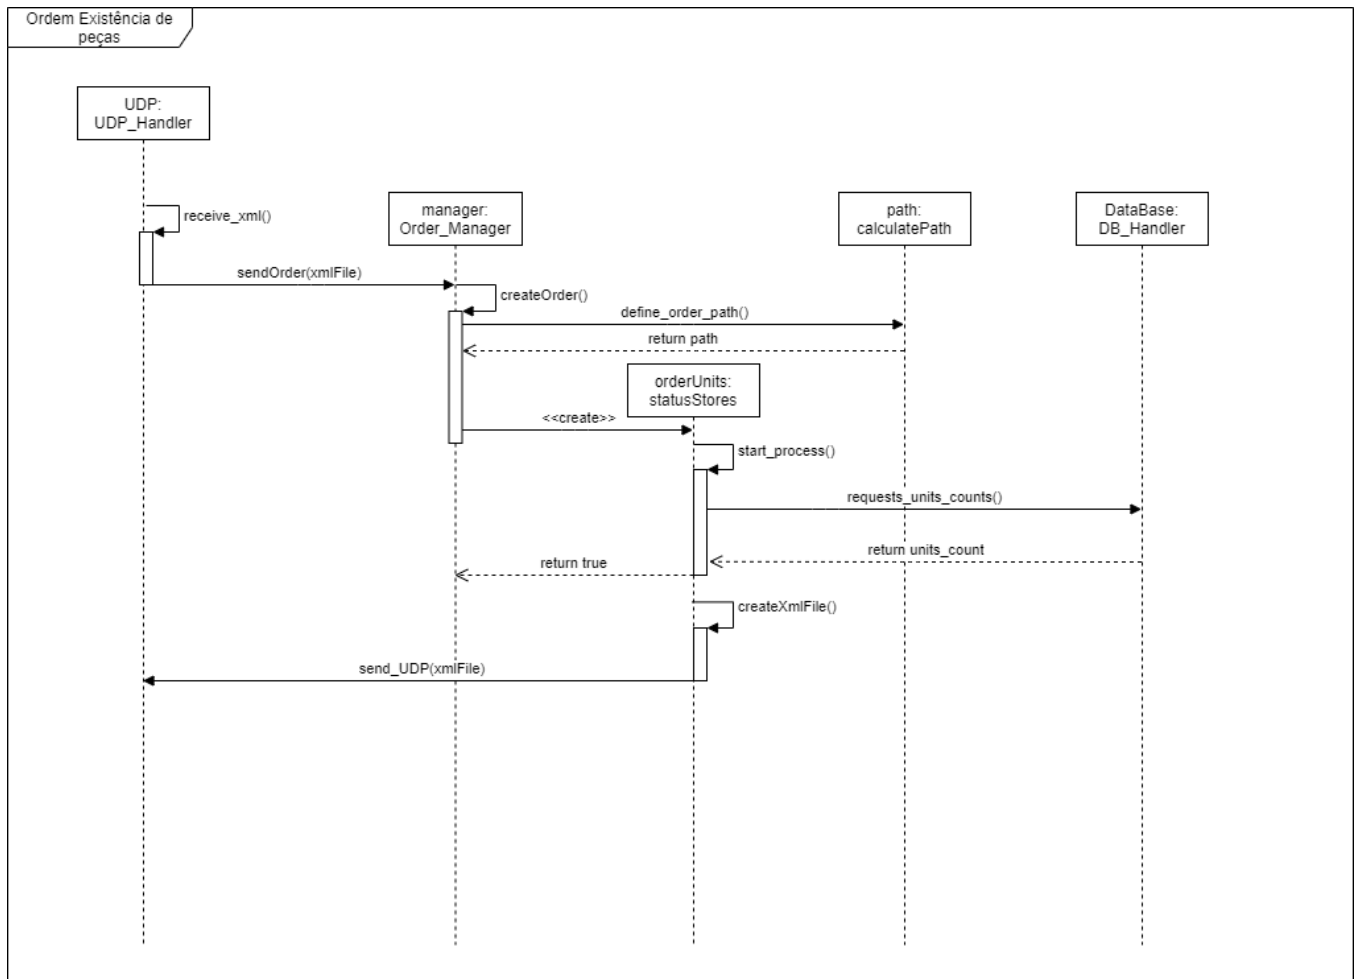 Ordem Existência de
peças
UDP:
UDP_Handler
receive_xml()
manager:
Order_Manager
path:
calculatePath
DataBase:
DB_Handler
sendOrder(xmlFile)
createOrder()
define_order_path()
return path
orderUnits:
statusStores
<<create>>
start_process()
requests_units_counts()
return units_count
return true
createXmlFile()
send_UDP(xmlFile)